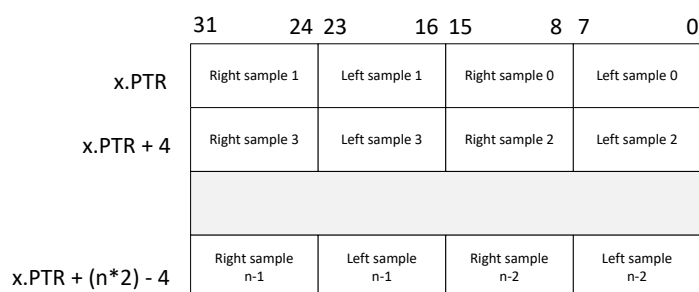 31 24 23 16 15 8 7 0
x.PTR Right sample 1 Left sample 1 Right sample 0 Left sample 0
x.PTR + 4 Right sample 3 Left sample 3 Right sample 2 Left sample 2
x.PTR + (n*2) - 4 Right sample n-1 Left sample n-1 Right sample n-2 Left sample n-2